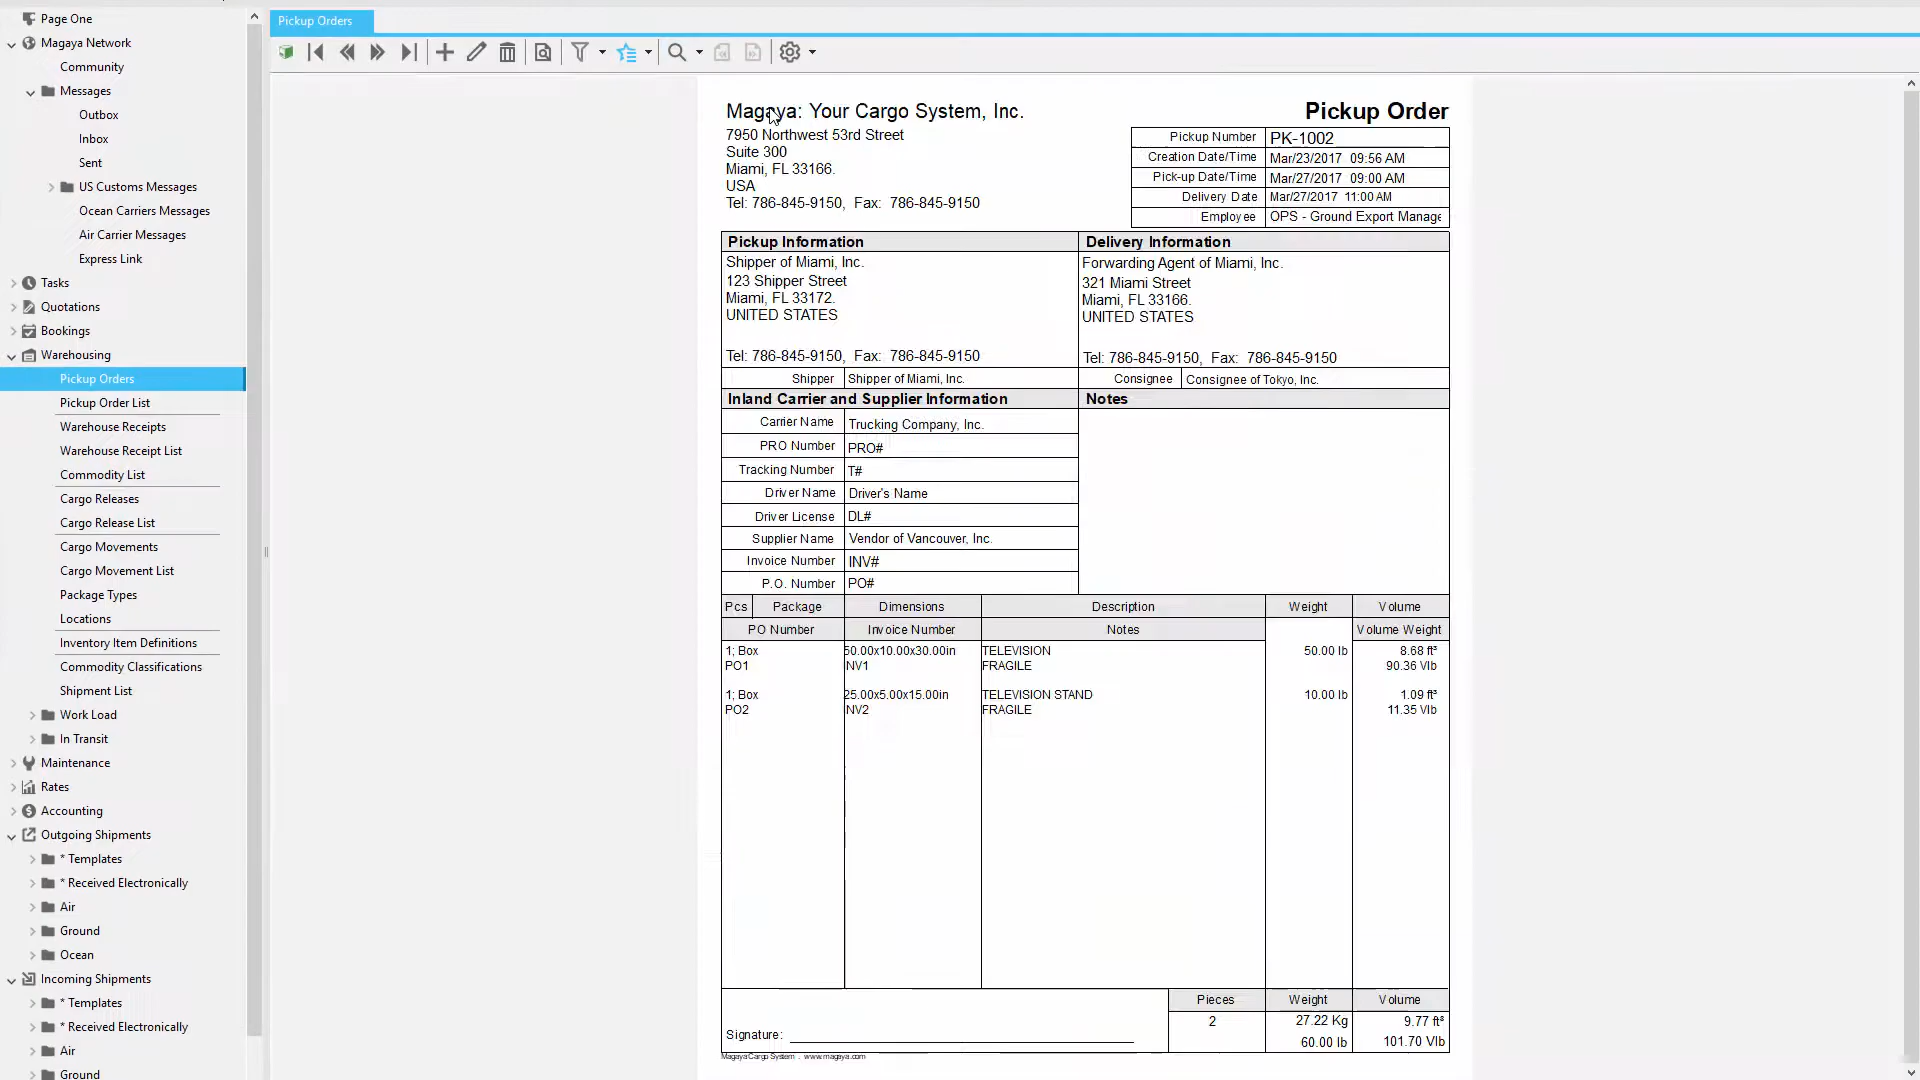 Page One
Magaya Network
Community
Messages
Outbox
Inbox
Sent
US Customs Messages
Ocean Carriers Messages
Air Carrier Messages
Express Link
Tasks
Quotations
Bookings
Warehousing
Pickup Orders
Pickup Order List
Warehouse Receipts
Warehouse Receipt List
Commodity List
Cargo Releases
Cargo Release List
Cargo Movements
Cargo Movement List
Package Types
Locations
Inventory Item Definitions
Commodity Classifications
Shipment List
Work Load
In Transit
Maintenance
Rates
Accounting
Outgoing Shipments
* Templates
* Received Electronically
Air
Ground
Ocean
Incoming Shipments
* Templates
* Received Electronically
Air
Ground
Pickup Orders
Magaya: Your Cargo System, Inc.
7950 Northwest 53rd Street
Suite 300
Miami, FL 33166.
USA
Tel: 786-845-9150, Fax: 786-845-9150
Pickup Order
Pickup Number PK-1002
Creation Date/Time Mar/23/2017 09:56 AM
Pick-up Date/Time Mar/27/2017 09:00 AM
Delivery Date Mar/27/2017 11:00 AM
Employee OPS - Ground Export Manage
Pickup Information
Shipper of Miami, Inc.
123 Shipper Street
Miami, FL 33172.
UNITED STATES
Tel: 786-845-9150, Fax: 786-845-9150
Shipper Shipper of Miami, Inc.
Delivery Information
Forwarding Agent of Miami, Inc.
321 Miami Street
Miami, FL 33166.
UNITED STATES
Tel: 786-845-9150, Fax: 786-845-9150
Consignee Consignee of Tokyo, Inc.
Inland Carrier and Supplier Information
Carrier Name Trucking Company, Inc.
PRO Number PRO#
Tracking Number T#
Driver Name Driver's Name
Driver License DL#
Supplier Name Vendor of Vancouver, Inc.
Invoice Number INV#
P.O. Number PO#
Notes
Pcs Package Dimensions Description Weight Volume
PO Number Invoice Number Notes Volume Weight
1; Box 50.00x10.00x30.00in TELEVISION 50.00 lb 8.68 ft³
PO1 NV1 FRAGILE 90.36 Vlb
1; Box 25.00x5.00x15.00in TELEVISION STAND 10.00 lb 1.09 ft³
PO2 NV2 FRAGILE 11.35 Vlb
Pieces Weight Volume
2 27.22 Kg 9.77 ft³
60.00 lb 101.70 Vlb
Signature:
Magaya Cargo System . www.magaya.com